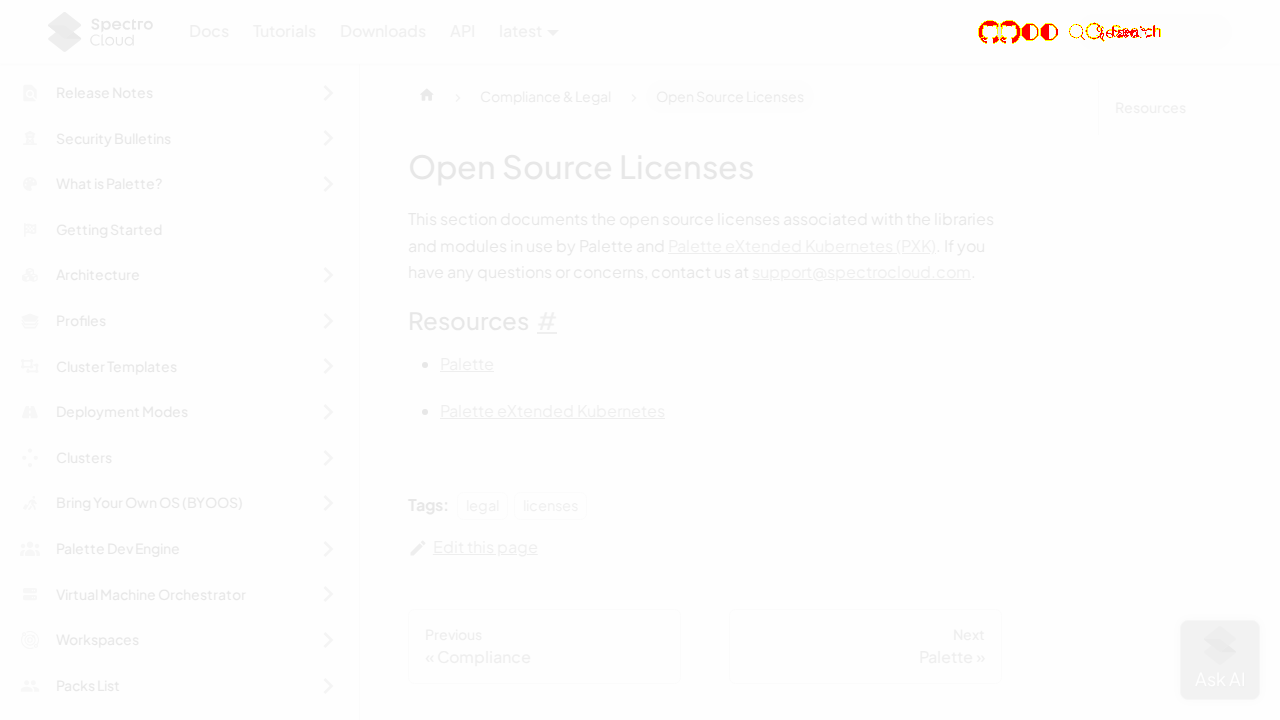 Spectro Cloud
Docs
Tutorials
Downloads
API
latest
Search
Release Notes
Security Bulletins
What is Palette?
Getting Started
Architecture
Profiles
Cluster Templates
Deployment Modes
Clusters
Bring Your Own OS (BYOOS)
Palette Dev Engine
Virtual Machine Orchestrator
Workspaces
Packs List
Compliance & Legal
Open Source Licenses
Open Source Licenses
This section documents the open source licenses associated with the libraries
and modules in use by Palette and Palette eXtended Kubernetes (PXK). If you
have any questions or concerns, contact us at support@spectrocloud.com.
Resources #
Palette
Palette eXtended Kubernetes
Tags: legal licenses
Edit this page
Previous
« Compliance
Next
Palette »
Resources
Ask AI